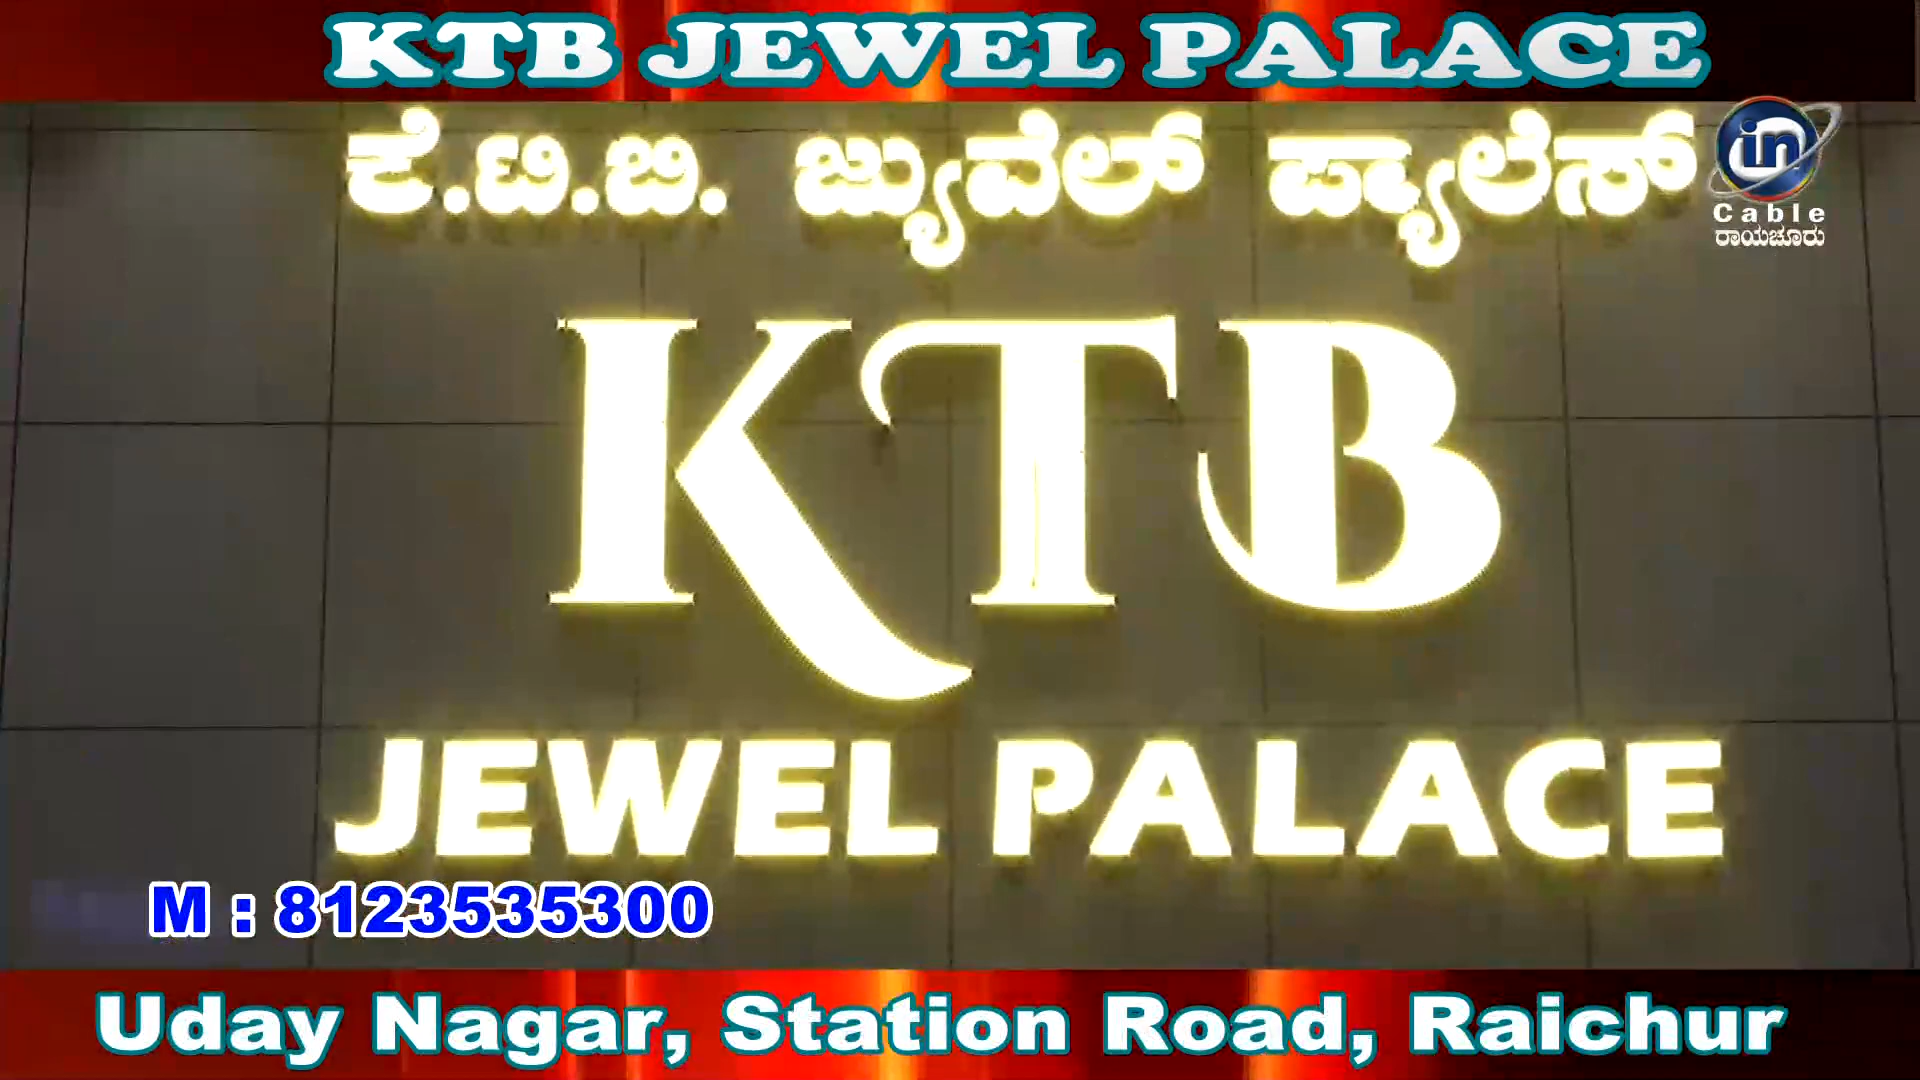 KTB JEWEL PALACE
ಕೆ.ಟಿ.ಬಿ. ಜ್ಯುವೆಲ್ ಪ್ಯಾಲೆಸ್
in
Cable
ರಾಯಚೂರು
KTB
JEWEL PALACE
M : 8123535300
Uday Nagar, Station Road, Raichur